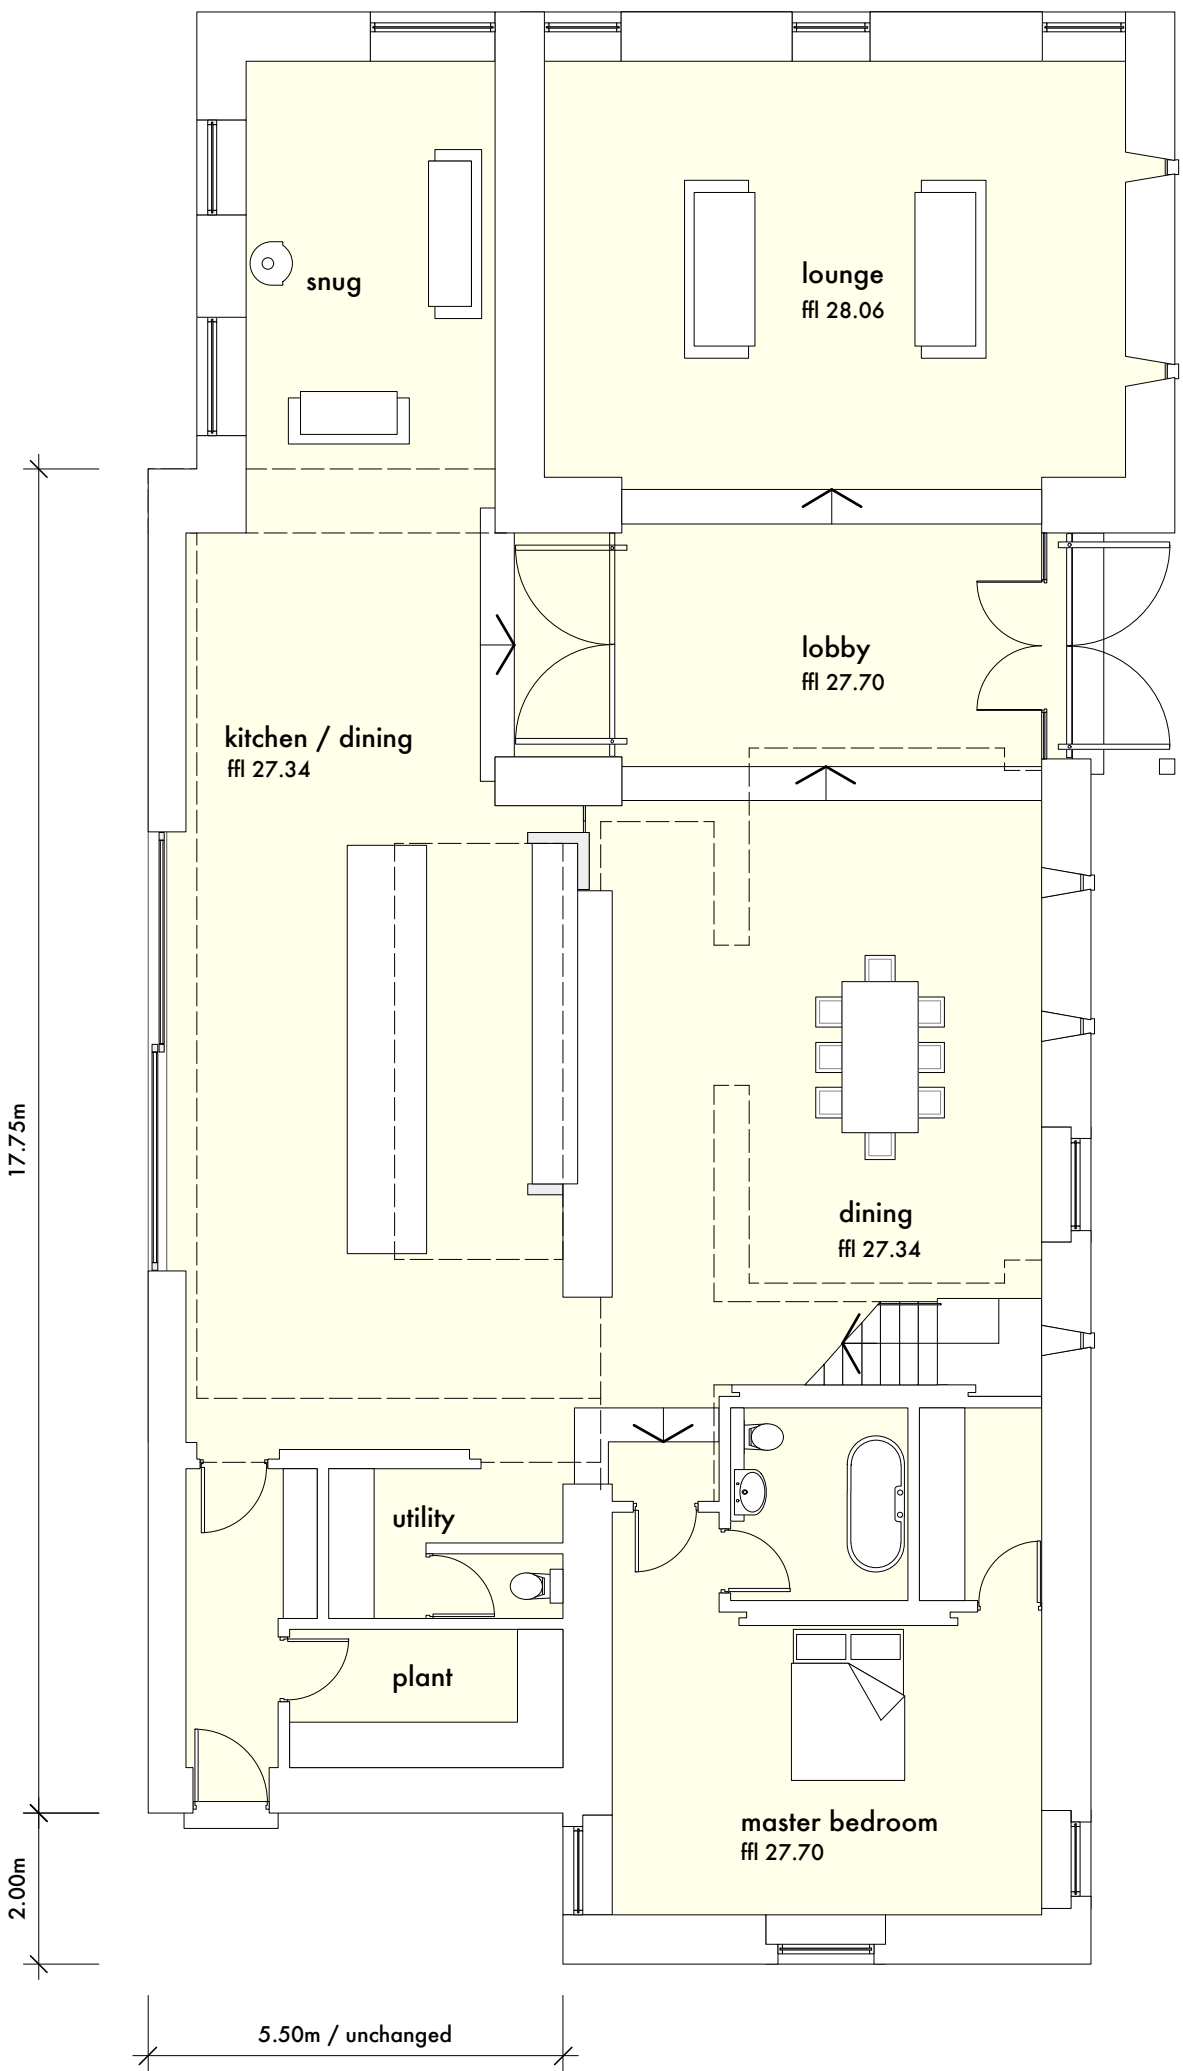 snug
lounge
ffl 28.06
lobby
ffl 27.70
kitchen / dining
ffl 27.34
17.75m
dining
ffl 27.34
utility
plant
master bedroom
ffl 27.70
2.00m
5.50m / unchanged